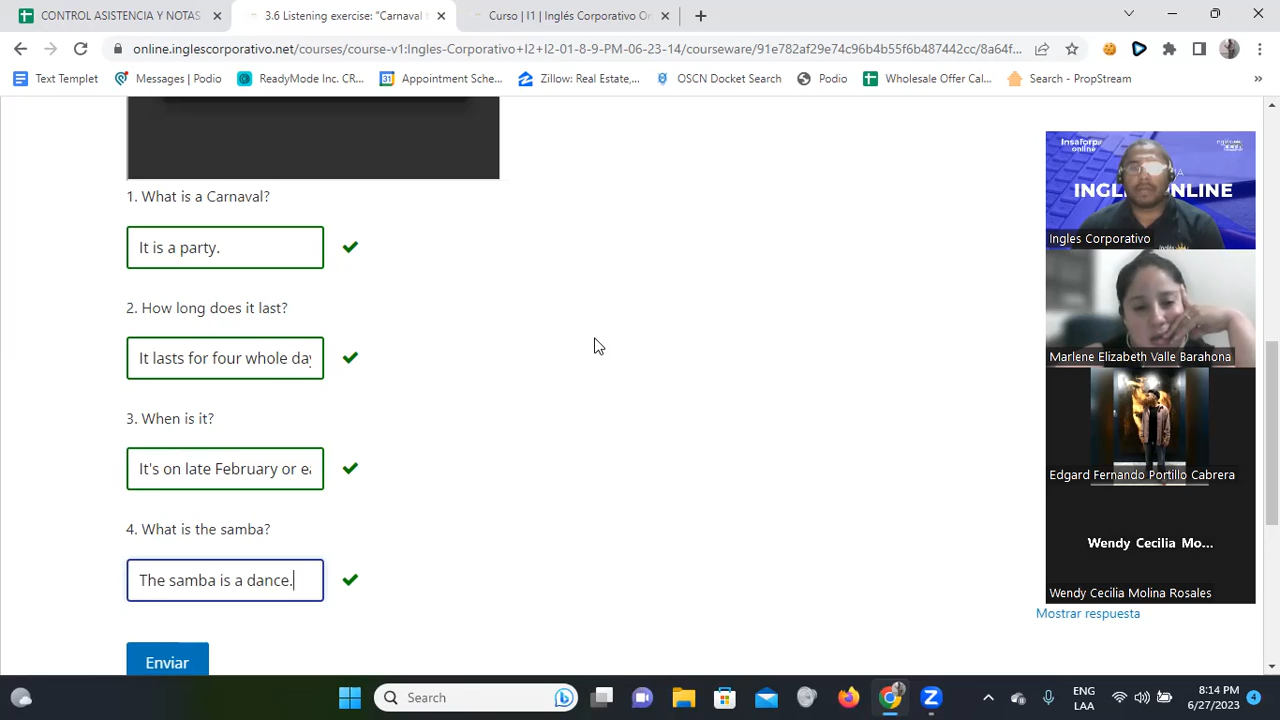 CONTROL ASISTENCIA Y NOTAS
3.6 Listening exercise: "Carnaval
Curso | I1 | Inglés Corporativo On
online.inglescorporativo.net/courses/course-v1:Ingles-Corporativo+I2+I2-01-8-9-PM-06-23-14/courseware/91e782af29e74c96b4b55f6b487442cc/8a64f...
Text Templet
Messages | Podio
ReadyMode Inc. CR...
Appointment Sche...
Zillow: Real Estate,...
OSCN Docket Search
Podio
Wholesale Offer Cal...
Search - PropStream
1. What is a Carnaval?
It is a party.
2. How long does it last?
It lasts for four whole day
3. When is it?
It's on late February or ea
4. What is the samba?
The samba is a dance.
Enviar
Mostrar respuesta
Ingles Corporativo
Marlene Elizabeth Valle Barahona
Edgard Fernando Portillo Cabrera
Wendy Cecilia Mo...
Wendy Cecilia Molina Rosales
Search
ENG
LAA
8:14 PM
6/27/2023
4